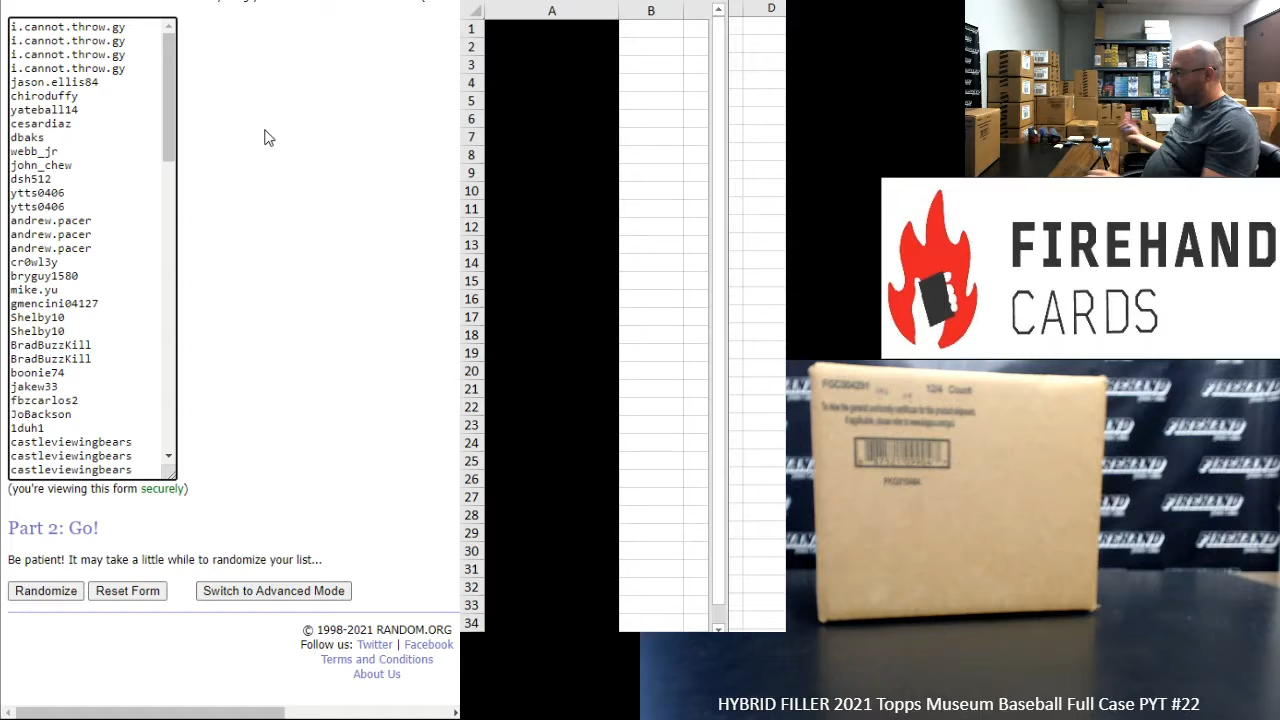 i.cannot.throw.gy
i.cannot.throw.gy
i.cannot.throw.gy
i.cannot.throw.gy
jason.ellis84
chiroduffy
yateball14
cesardiaz
dbaks
webb_jr
john_chew
dsh512
ytts0406
ytts0406
andrew.pacer
andrew.pacer
andrew.pacer
cr0wl3y
bryguy1580
mike.yu
gmencini04127
Shelby10
Shelby10
BradBuzzKill
BradBuzzKill
boonie74
jakew33
fbzcarlos2
JoBackson
1duh1
castleviewingbears
castleviewingbears
castleviewingbears
(you're viewing this form securely)
Part 2: Go!
Be patient! It may take a little while to randomize your list...
Randomize Reset Form Switch to Advanced Mode
© 1998-2021 RANDOM.ORG
Follow us: Twitter | Facebook
Terms and Conditions
About Us
A B D
1
2
3
4
5
6
7
8
9
10
11
12
13
14
15
16
17
18
19
20
21
22
23
24
25
26
27
28
29
30
31
32
33
34
FIREHAND
CARDS
12/4 Count
FIREHAND
HYBRID FILLER 2021 Topps Museum Baseball Full Case PYT #22